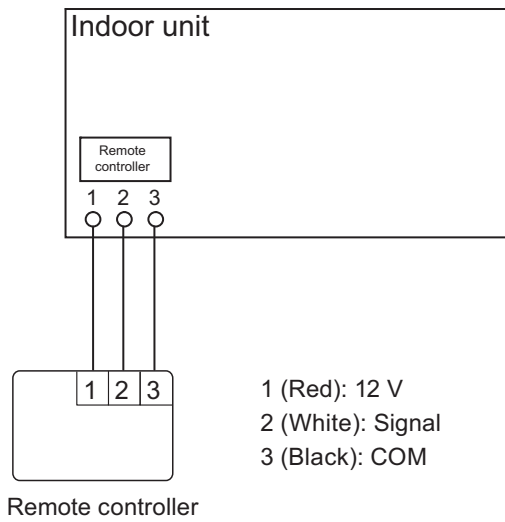 Indoor unit
Remote
controller
1 2 3
1 2 3
1 (Red): 12 V
2 (White): Signal
3 (Black): COM
Remote controller